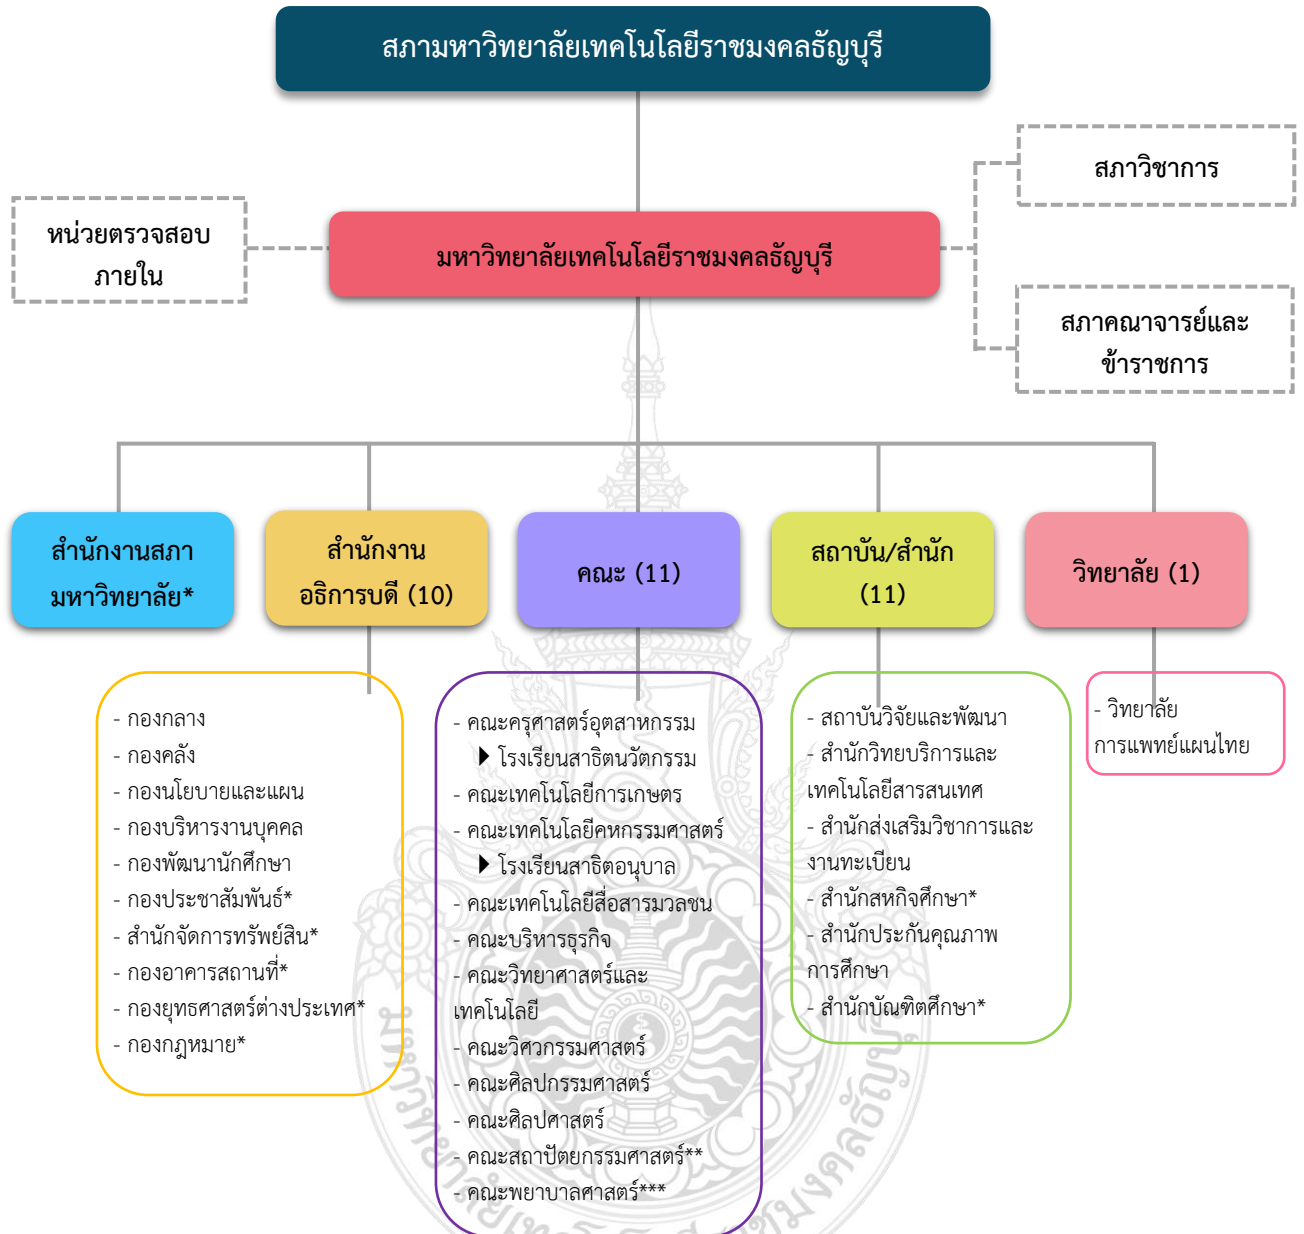 สภามหาวิทยาลัยเทคโนโลยีราชมงคลธัญบุรี
สภาวิชาการ
หน่วยตรวจสอบ
ภายใน
มหาวิทยาลัยเทคโนโลยีราชมงคลธัญบุรี
สภาคณาจารย์และ
ข้าราชการ
สำนักงานสภา
มหาวิทยาลัย*
สำนักงาน
อธิการบดี (10)
คณะ (11)
สถาบัน/สำนัก
(11)
วิทยาลัย (1)
- กองกลาง
- กองคลัง
- กองนโยบายและแผน
- กองบริหารงานบุคคล
- กองพัฒนานักศึกษา
- กองประชาสัมพันธ์*
- สำนักจัดการทรัพย์สิน*
- กองอาคารสถานที่*
- กองยุทธศาสตร์ต่างประเทศ*
- กองกฎหมาย*
- คณะครุศาสตร์อุตสาหกรรม
โรงเรียนสาธิตนวัตกรรม
- คณะเทคโนโลยีการเกษตร
- คณะเทคโนโลยีคหกรรมศาสตร์
โรงเรียนสาธิตอนุบาล
- คณะเทคโนโลยีสื่อสารมวลชน
- คณะบริหารธุรกิจ
- คณะวิทยาศาสตร์และ
เทคโนโลยี
- คณะวิศวกรรมศาสตร์
- คณะศิลปกรรมศาสตร์
- คณะศิลปศาสตร์
- คณะสถาปัตยกรรมศาสตร์**
- คณะพยาบาลศาสตร์***
- สถาบันวิจัยและพัฒนา
- สำนักวิทยบริการและ
เทคโนโลยีสารสนเทศ
- สำนักส่งเสริมวิชาการและ
งานทะเบียน
- สำนักสหกิจศึกษา*
- สำนักประกันคุณภาพ
การศึกษา
- สำนักบัณฑิตศึกษา*
- วิทยาลัย
การแพทย์แผนไทย
มหาวิทยาลัยเทคโนโลยีราชมงคลธัญบุรี